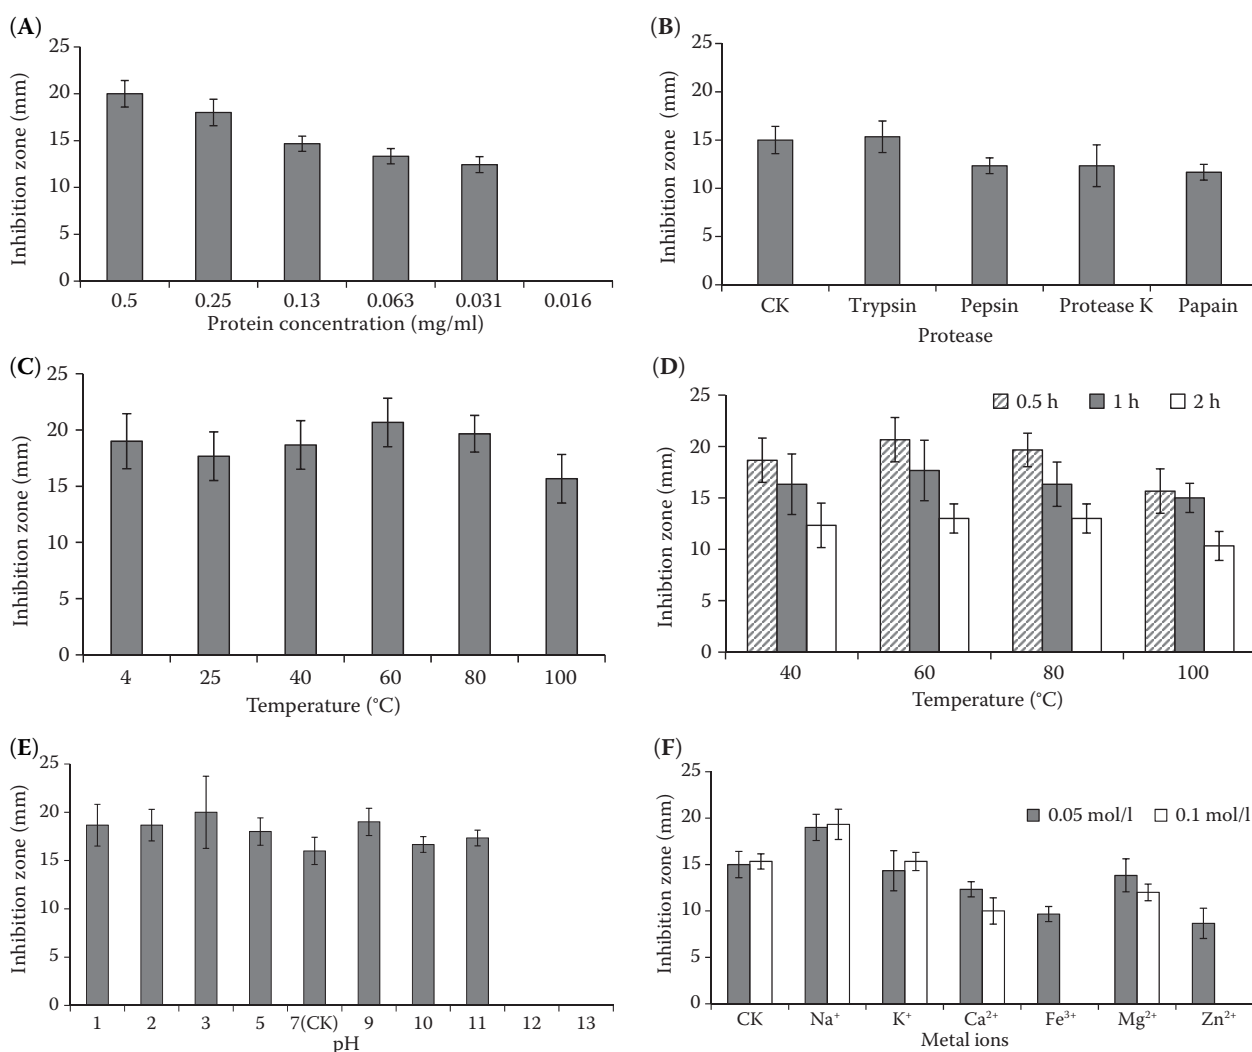 (A)
25
20
15
10
5
0
Inhibition zone (mm)
0.5 0.25 0.13 0.063 0.031 0.016
Protein concentration (mg/ml)
(B)
25
20
15
10
5
0
Inhibition zone (mm)
CK Trypsin Pepsin Protease K Papain
Protease
(C)
25
20
15
10
5
0
Inhibition zone (mm)
4 25 40 60 80 100
Temperature (°C)
(D)
25
20
15
10
5
0
Inhibtion zone (mm)
0.5 h 1 h 2 h
40 60 80 100
Temperature (°C)
(E)
25
20
15
10
5
0
Inhibition zone (mm)
1 2 3 5 7(CK) 9 10 11 12 13
pH
(F)
25
20
15
10
5
0
Inhibition zone (mm)
0.05 mol/l 0.1 mol/l
CK Na⁺ K⁺ Ca²⁺ Fe³⁺ Mg²⁺ Zn²⁺
Metal ions